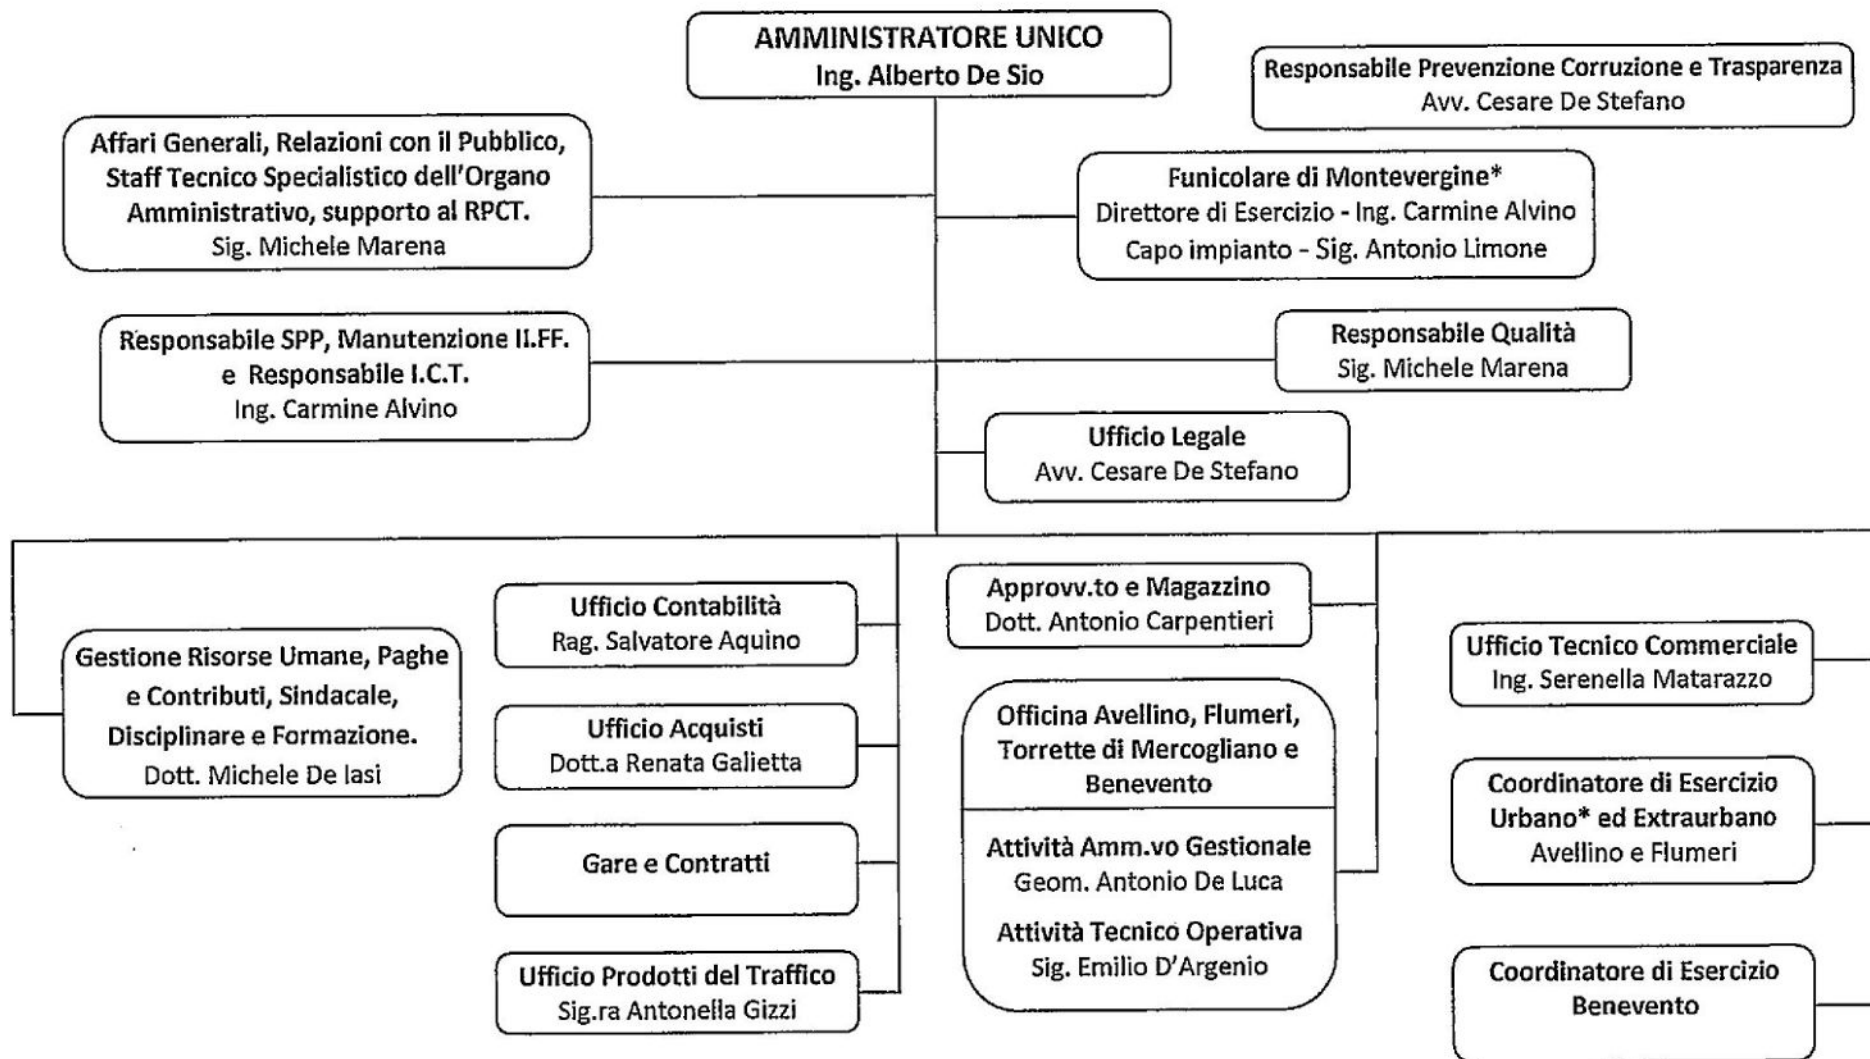 AMMINISTRATORE UNICO
Ing. Alberto De Sio
Responsabile Prevenzione Corruzione e Trasparenza
Avv. Cesare De Stefano
Affari Generali, Relazioni con il Pubblico,
Staff Tecnico Specialistico dell'Organo
Amministrativo, supporto al RPCT.
Sig. Michele Marena
Funicolare di Montevergine*
Direttore di Esercizio - Ing. Carmine Alvino
Capo impianto - Sig. Antonio Limone
Responsabile SPP, Manutenzione II.FF.
e Responsabile I.C.T.
Ing. Carmine Alvino
Responsabile Qualità
Sig. Michele Marena
Ufficio Legale
Avv. Cesare De Stefano
Gestione Risorse Umane, Paghe
e Contributi, Sindacale,
Disciplinare e Formazione.
Dott. Michele De Iasi
Ufficio Contabilità
Rag. Salvatore Aquino
Ufficio Acquisti
Dott.a Renata Galietta
Gare e Contratti
Ufficio Prodotti del Traffico
Sig.ra Antonella Gizzi
Approvv.to e Magazzino
Dott. Antonio Carpentieri
Officina Avellino, Flumeri,
Torrette di Mercogliano e
Benevento
Attività Amm.vo Gestionale
Geom. Antonio De Luca
Attività Tecnico Operativa
Sig. Emilio D'Argenio
Ufficio Tecnico Commerciale
Ing. Serenella Matarazzo
Coordinatore di Esercizio
Urbano* ed Extraurbano
Avellino e Flumeri
Coordinatore di Esercizio
Benevento